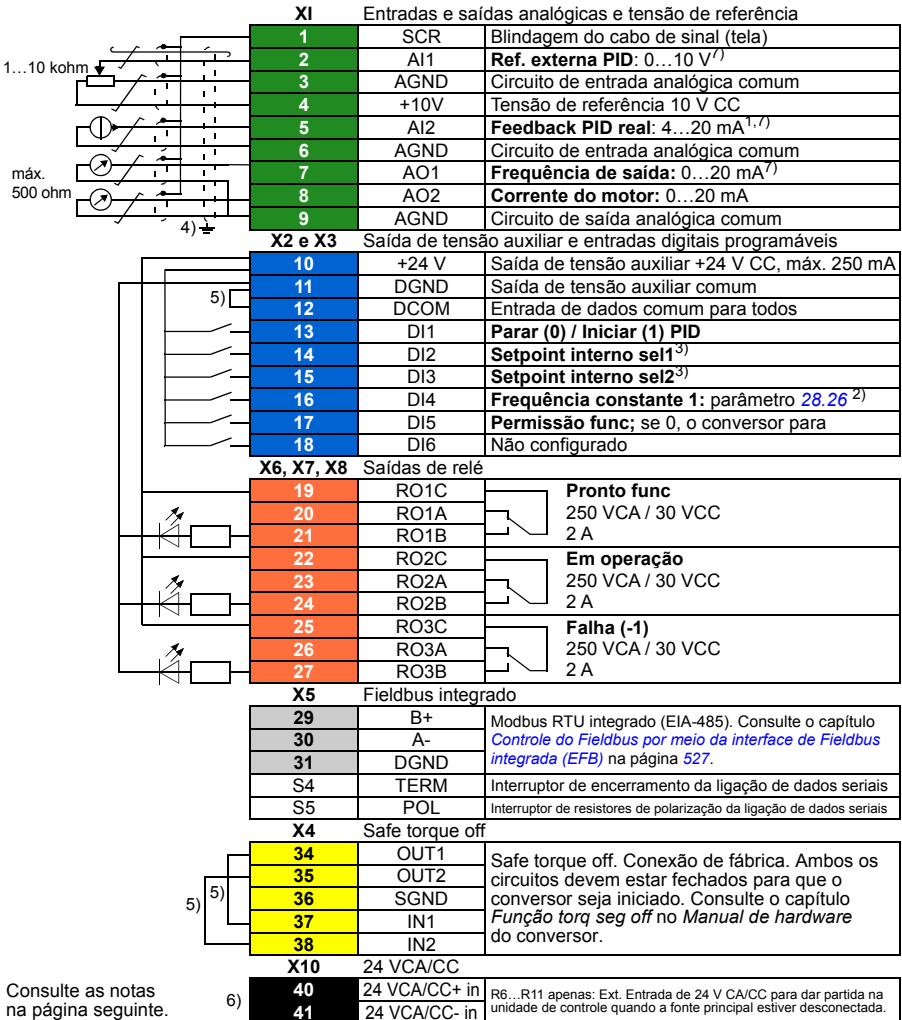 XI Entradas e saídas analógicas e tensão de referência
1 SCR Blindagem do cabo de sinal (tela)
2 AI1 Ref. externa PID: 0…10 V7)
1…10 kohm
3 AGND Circuito de entrada analógica comum
4 +10V Tensão de referência 10 V CC
5 AI2 Feedback PID real: 4…20 mA1,7)
6 AGND Circuito de entrada analógica comum
máx.
500 ohm
7 AO1 Frequência de saída: 0…20 mA7)
8 AO2 Corrente do motor: 0…20 mA
9 AGND Circuito de saída analógica comum
4)
X2 e X3 Saída de tensão auxiliar e entradas digitais programáveis
10 +24 V Saída de tensão auxiliar +24 V CC, máx. 250 mA
11 DGND Saída de tensão auxiliar comum
5)
12 DCOM Entrada de dados comum para todos
13 DI1 Parar (0) / Iniciar (1) PID
14 DI2 Setpoint interno sel13)
15 DI3 Setpoint interno sel23)
16 DI4 Frequência constante 1: parâmetro 28.26 2)
17 DI5 Permissão func; se 0, o conversor para
18 DI6 Não configurado
X6, X7, X8 Saídas de relé
19 RO1C Pronto func
20 RO1A 250 VCA / 30 VCC
21 RO1B 2 A
22 RO2C Em operação
23 RO2A 250 VCA / 30 VCC
24 RO2B 2 A
25 RO3C Falha (-1)
26 RO3A 250 VCA / 30 VCC
27 RO3B 2 A
X5 Fieldbus integrado
29 B+
30 A-
31 DGND
Modbus RTU integrado (EIA-485). Consulte o capítulo
Controle do Fieldbus por meio da interface de Fieldbus
integrada (EFB) na página 527.
S4 TERM Interruptor de encerramento da ligação de dados seriais
S5 POL Interruptor de resistores de polarização da ligação de dados seriais
X4 Safe torque off
34 OUT1
35 OUT2
36 SGND
37 IN1
38 IN2
5)
5)
Safe torque off. Conexão de fábrica. Ambos os
circuitos devem estar fechados para que o
conversor seja iniciado. Consulte o capítulo
Função torq seg off no Manual de hardware
do conversor.
X10 24 VCA/CC
40 24 VCA/CC+ in
41 24 VCA/CC- in
6)
R6…R11 apenas: Ext. Entrada de 24 V CA/CC para dar partida na
unidade de controle quando a fonte principal estiver desconectada.
Consulte as notas
na página seguinte.